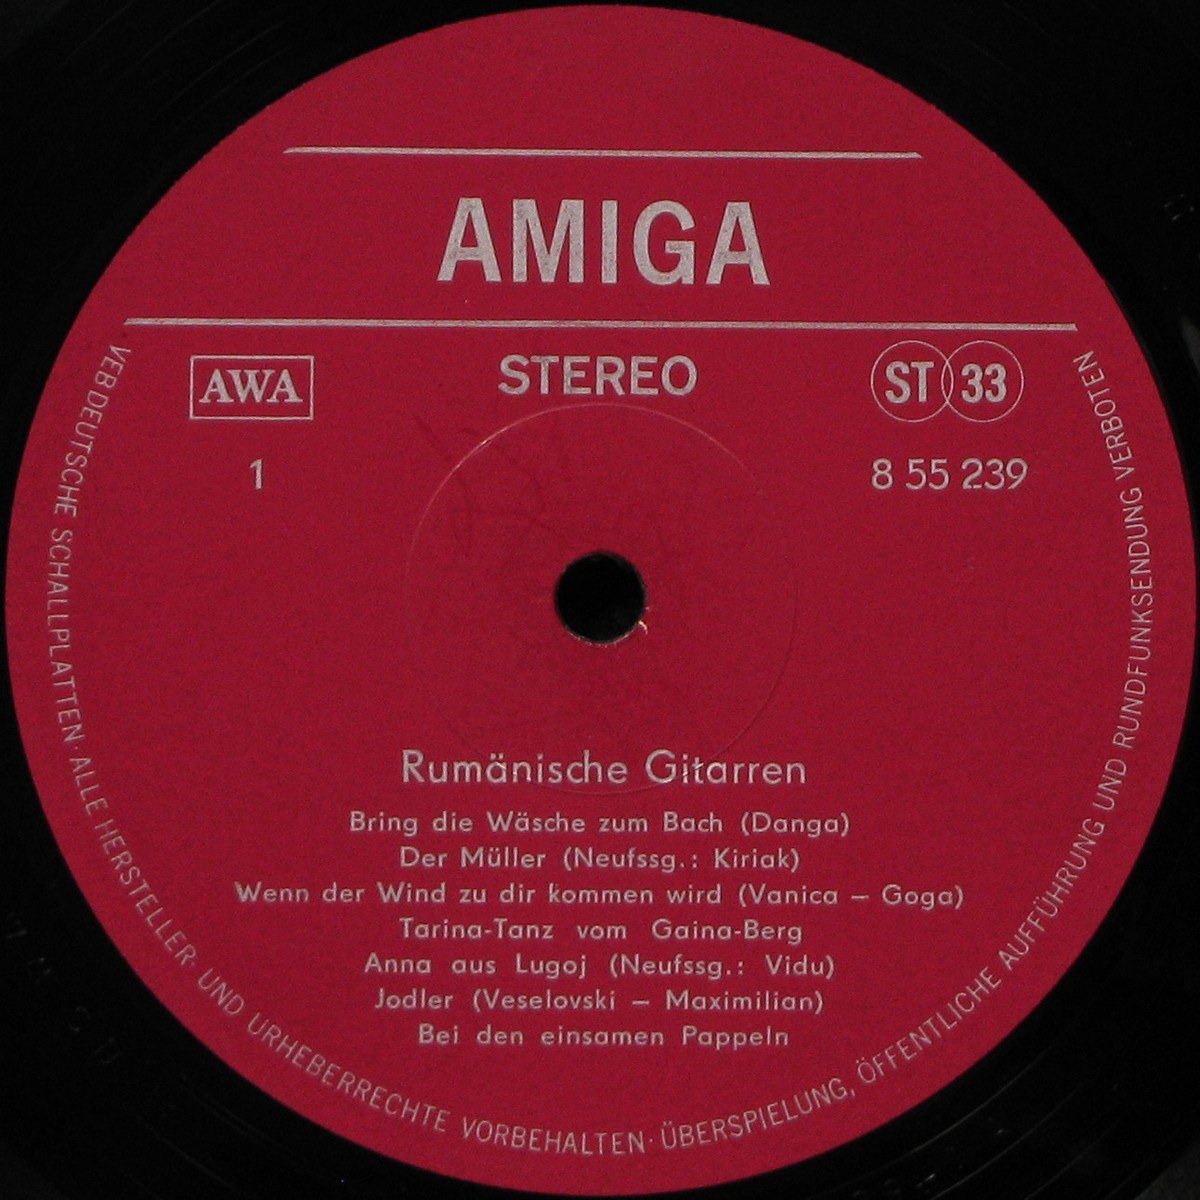 AMIGA
AWA
STEREO
ST 33
1
8 55 239
Rumänische Gitarren
Bring die Wäsche zum Bach (Danga)
Der Müller (Neufssg.: Kiriak)
Wenn der Wind zu dir kommen wird (Vanica – Goga)
Tarina-Tanz vom Gaina-Berg
Anna aus Lugoj (Neufssg.: Vidu)
Jodler (Veselovski – Maximilian)
Bei den einsamen Pappeln
VEB DEUTSCHE SCHALLPLATTEN · ALLE HERSTELLER- UND URHEBERRECHTE VORBEHALTEN · ÜBERSPIELUNG, ÖFFENTLICHE AUFFÜHRUNG UND RUNDFUNKSENDUNG VERBOTEN